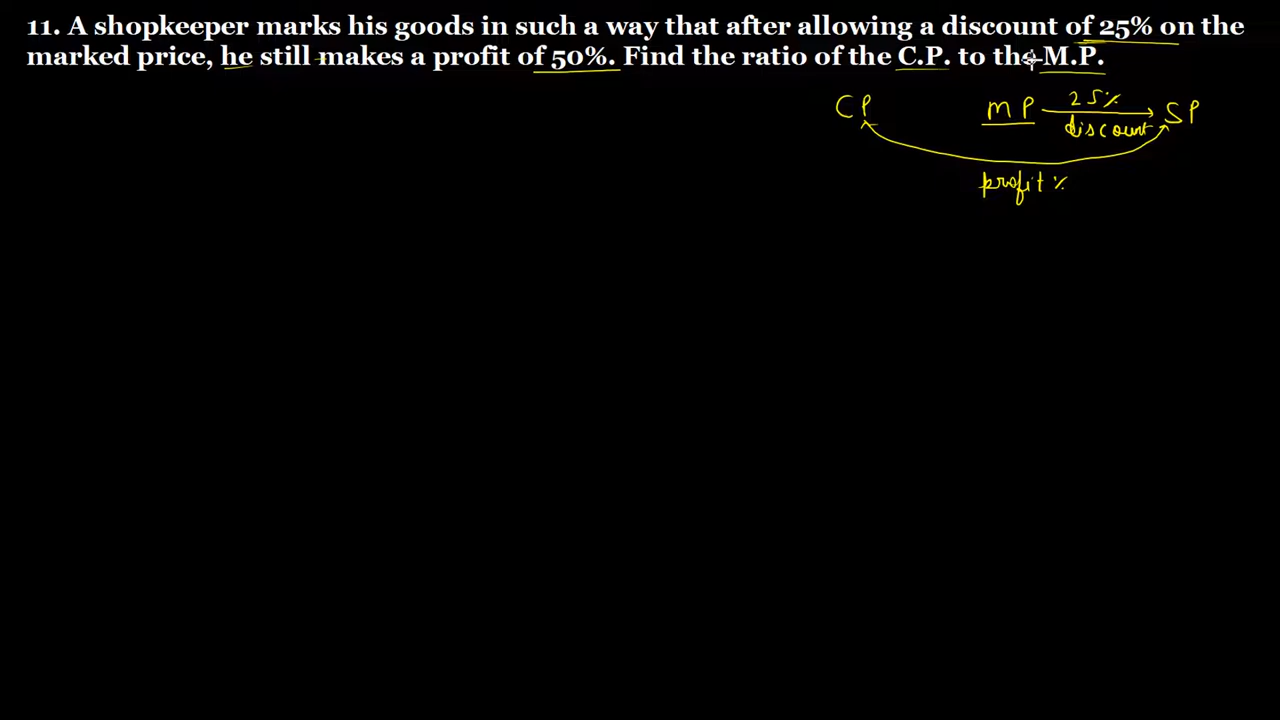 11. A shopkeeper marks his goods in such a way that after allowing a discount of 25% on the
marked price, he still makes a profit of 50%. Find the ratio of the C.P. to the M.P.
CP MP 25% SP
discount
profit %